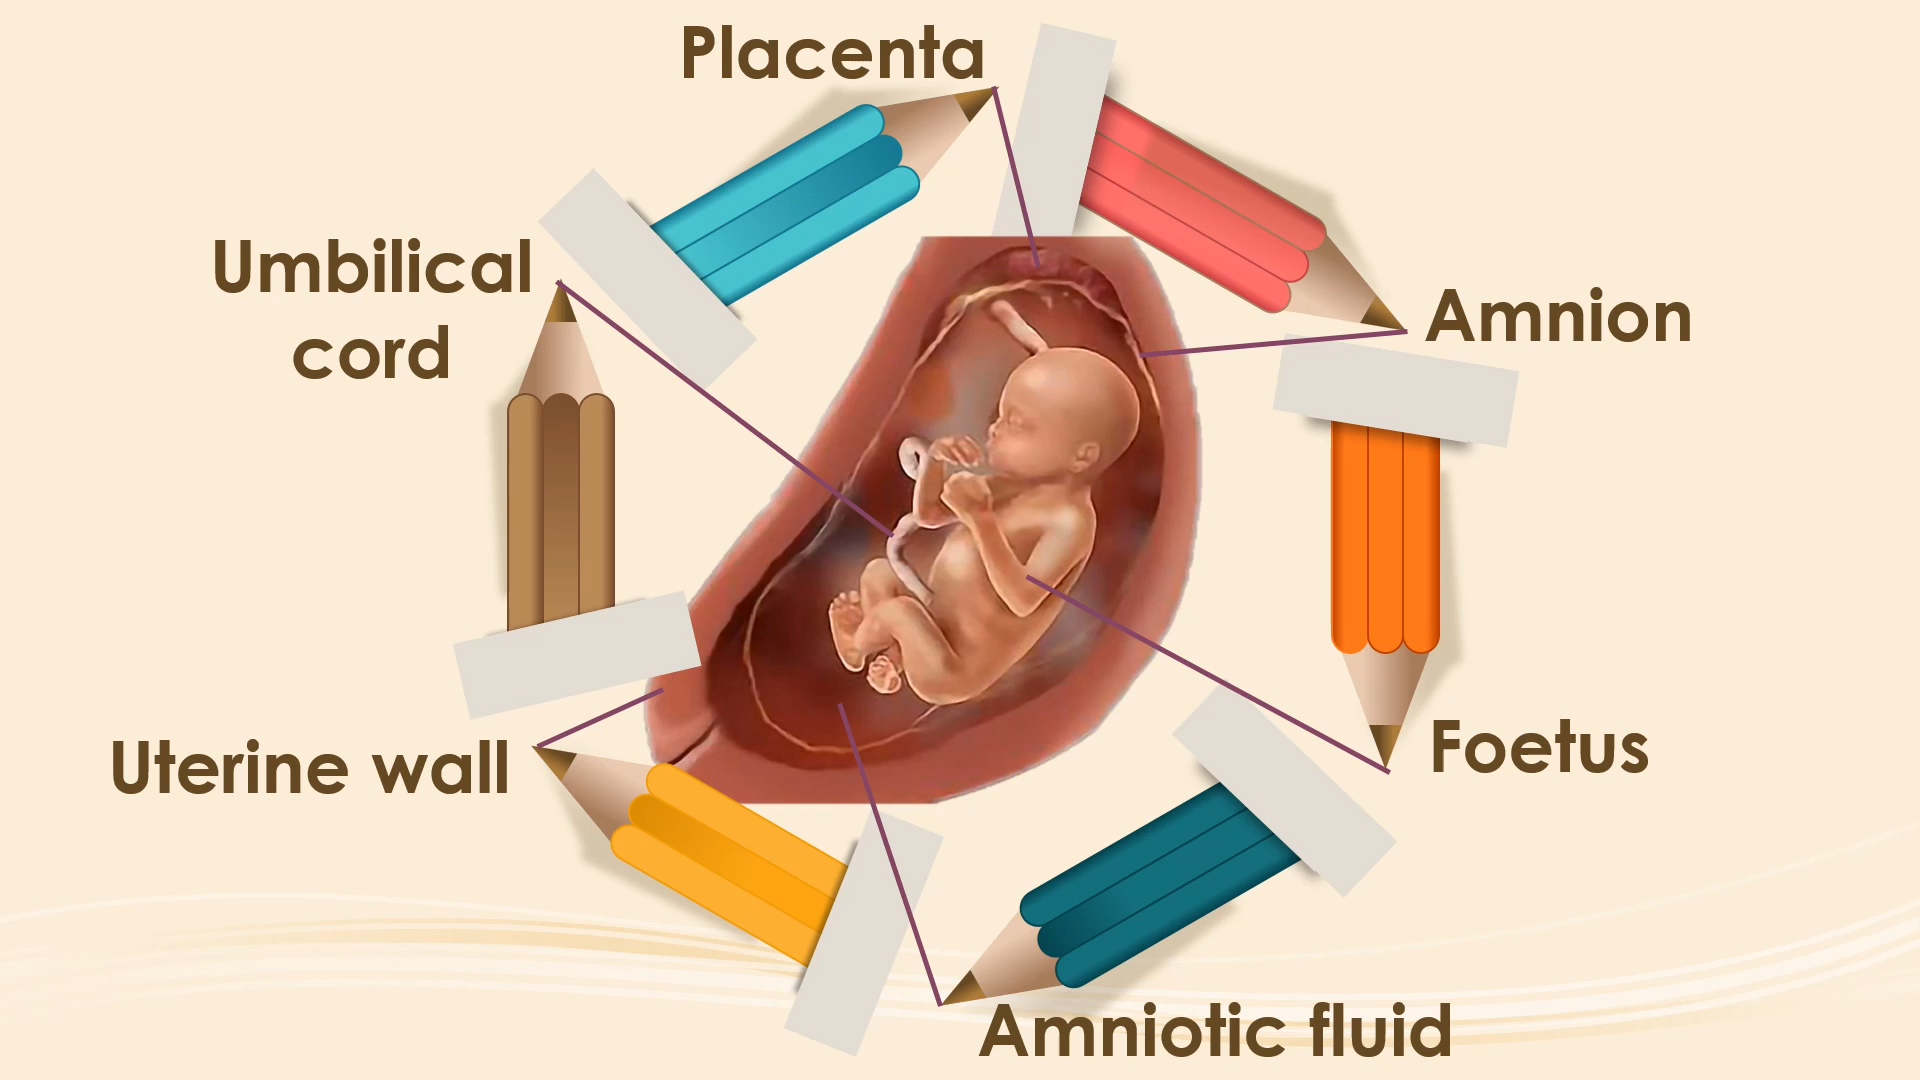 Placenta
Umbilical
cord
Amnion
Uterine wall
Foetus
Amniotic fluid